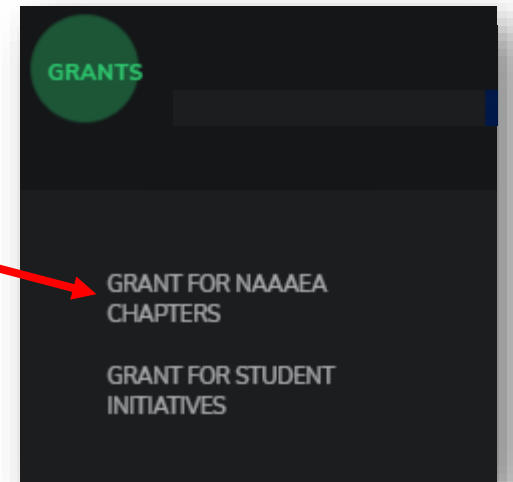 GRANTS
GRANT FOR NAAAEA
CHAPTERS
GRANT FOR STUDENT
INITIATIVES